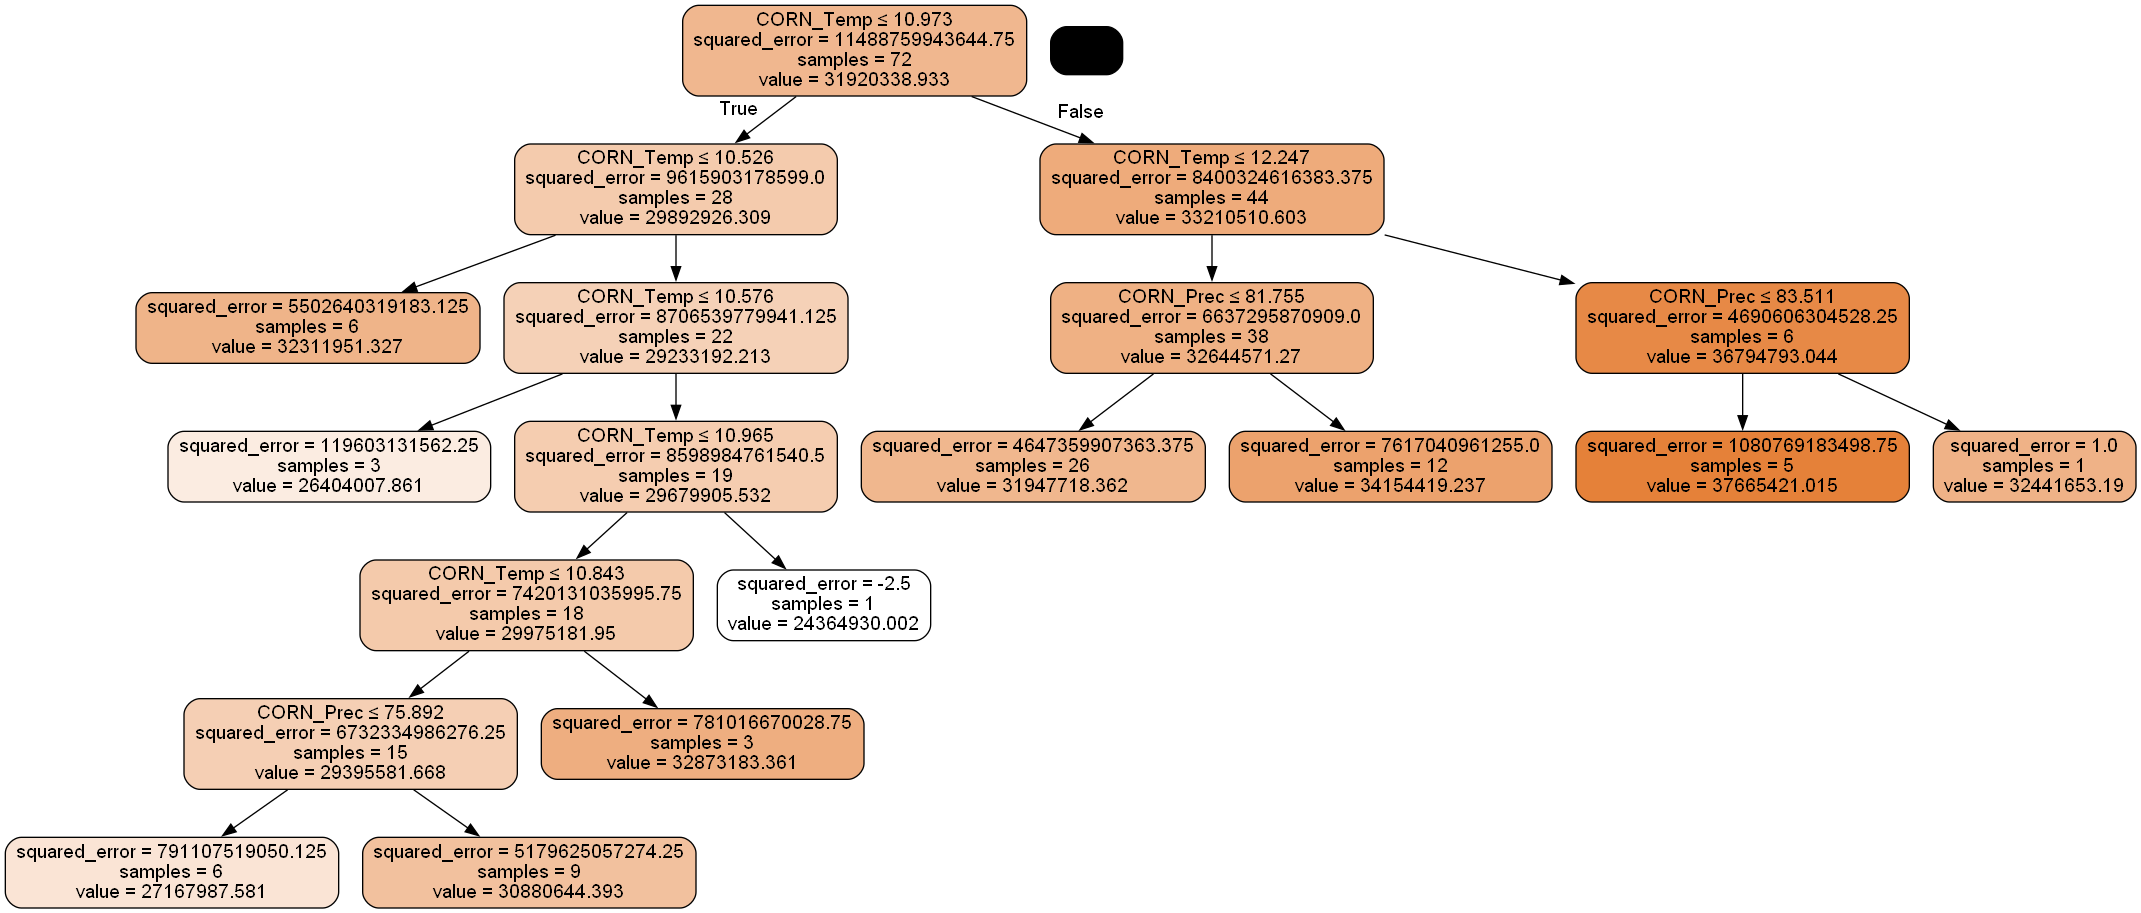 CORN_Temp ≤ 10.973
squared_error = 11488759943644.75
samples = 72
value = 31920338.933
True
False
CORN_Temp ≤ 10.526
squared_error = 9615903178599.0
samples = 28
value = 29892926.309
CORN_Temp ≤ 12.247
squared_error = 8400324616383.375
samples = 44
value = 33210510.603
squared_error = 5502640319183.125
samples = 6
value = 32311951.327
CORN_Temp ≤ 10.576
squared_error = 8706539779941.125
samples = 22
value = 29233192.213
CORN_Prec ≤ 81.755
squared_error = 6637295870909.0
samples = 38
value = 32644571.27
CORN_Prec ≤ 83.511
squared_error = 4690606304528.25
samples = 6
value = 36794793.044
squared_error = 119603131562.25
samples = 3
value = 26404007.861
CORN_Temp ≤ 10.965
squared_error = 8598984761540.5
samples = 19
value = 29679905.532
squared_error = 4647359907363.375
samples = 26
value = 31947718.362
squared_error = 7617040961255.0
samples = 12
value = 34154419.237
squared_error = 1080769183498.75
samples = 5
value = 37665421.015
squared_error = 1.0
samples = 1
value = 32441653.19
CORN_Temp ≤ 10.843
squared_error = 7420131035995.75
samples = 18
value = 29975181.95
squared_error = -2.5
samples = 1
value = 24364930.002
CORN_Prec ≤ 75.892
squared_error = 6732334986276.25
samples = 15
value = 29395581.668
squared_error = 781016670028.75
samples = 3
value = 32873183.361
squared_error = 791107519050.125
samples = 6
value = 27167987.581
squared_error = 5179625057274.25
samples = 9
value = 30880644.393